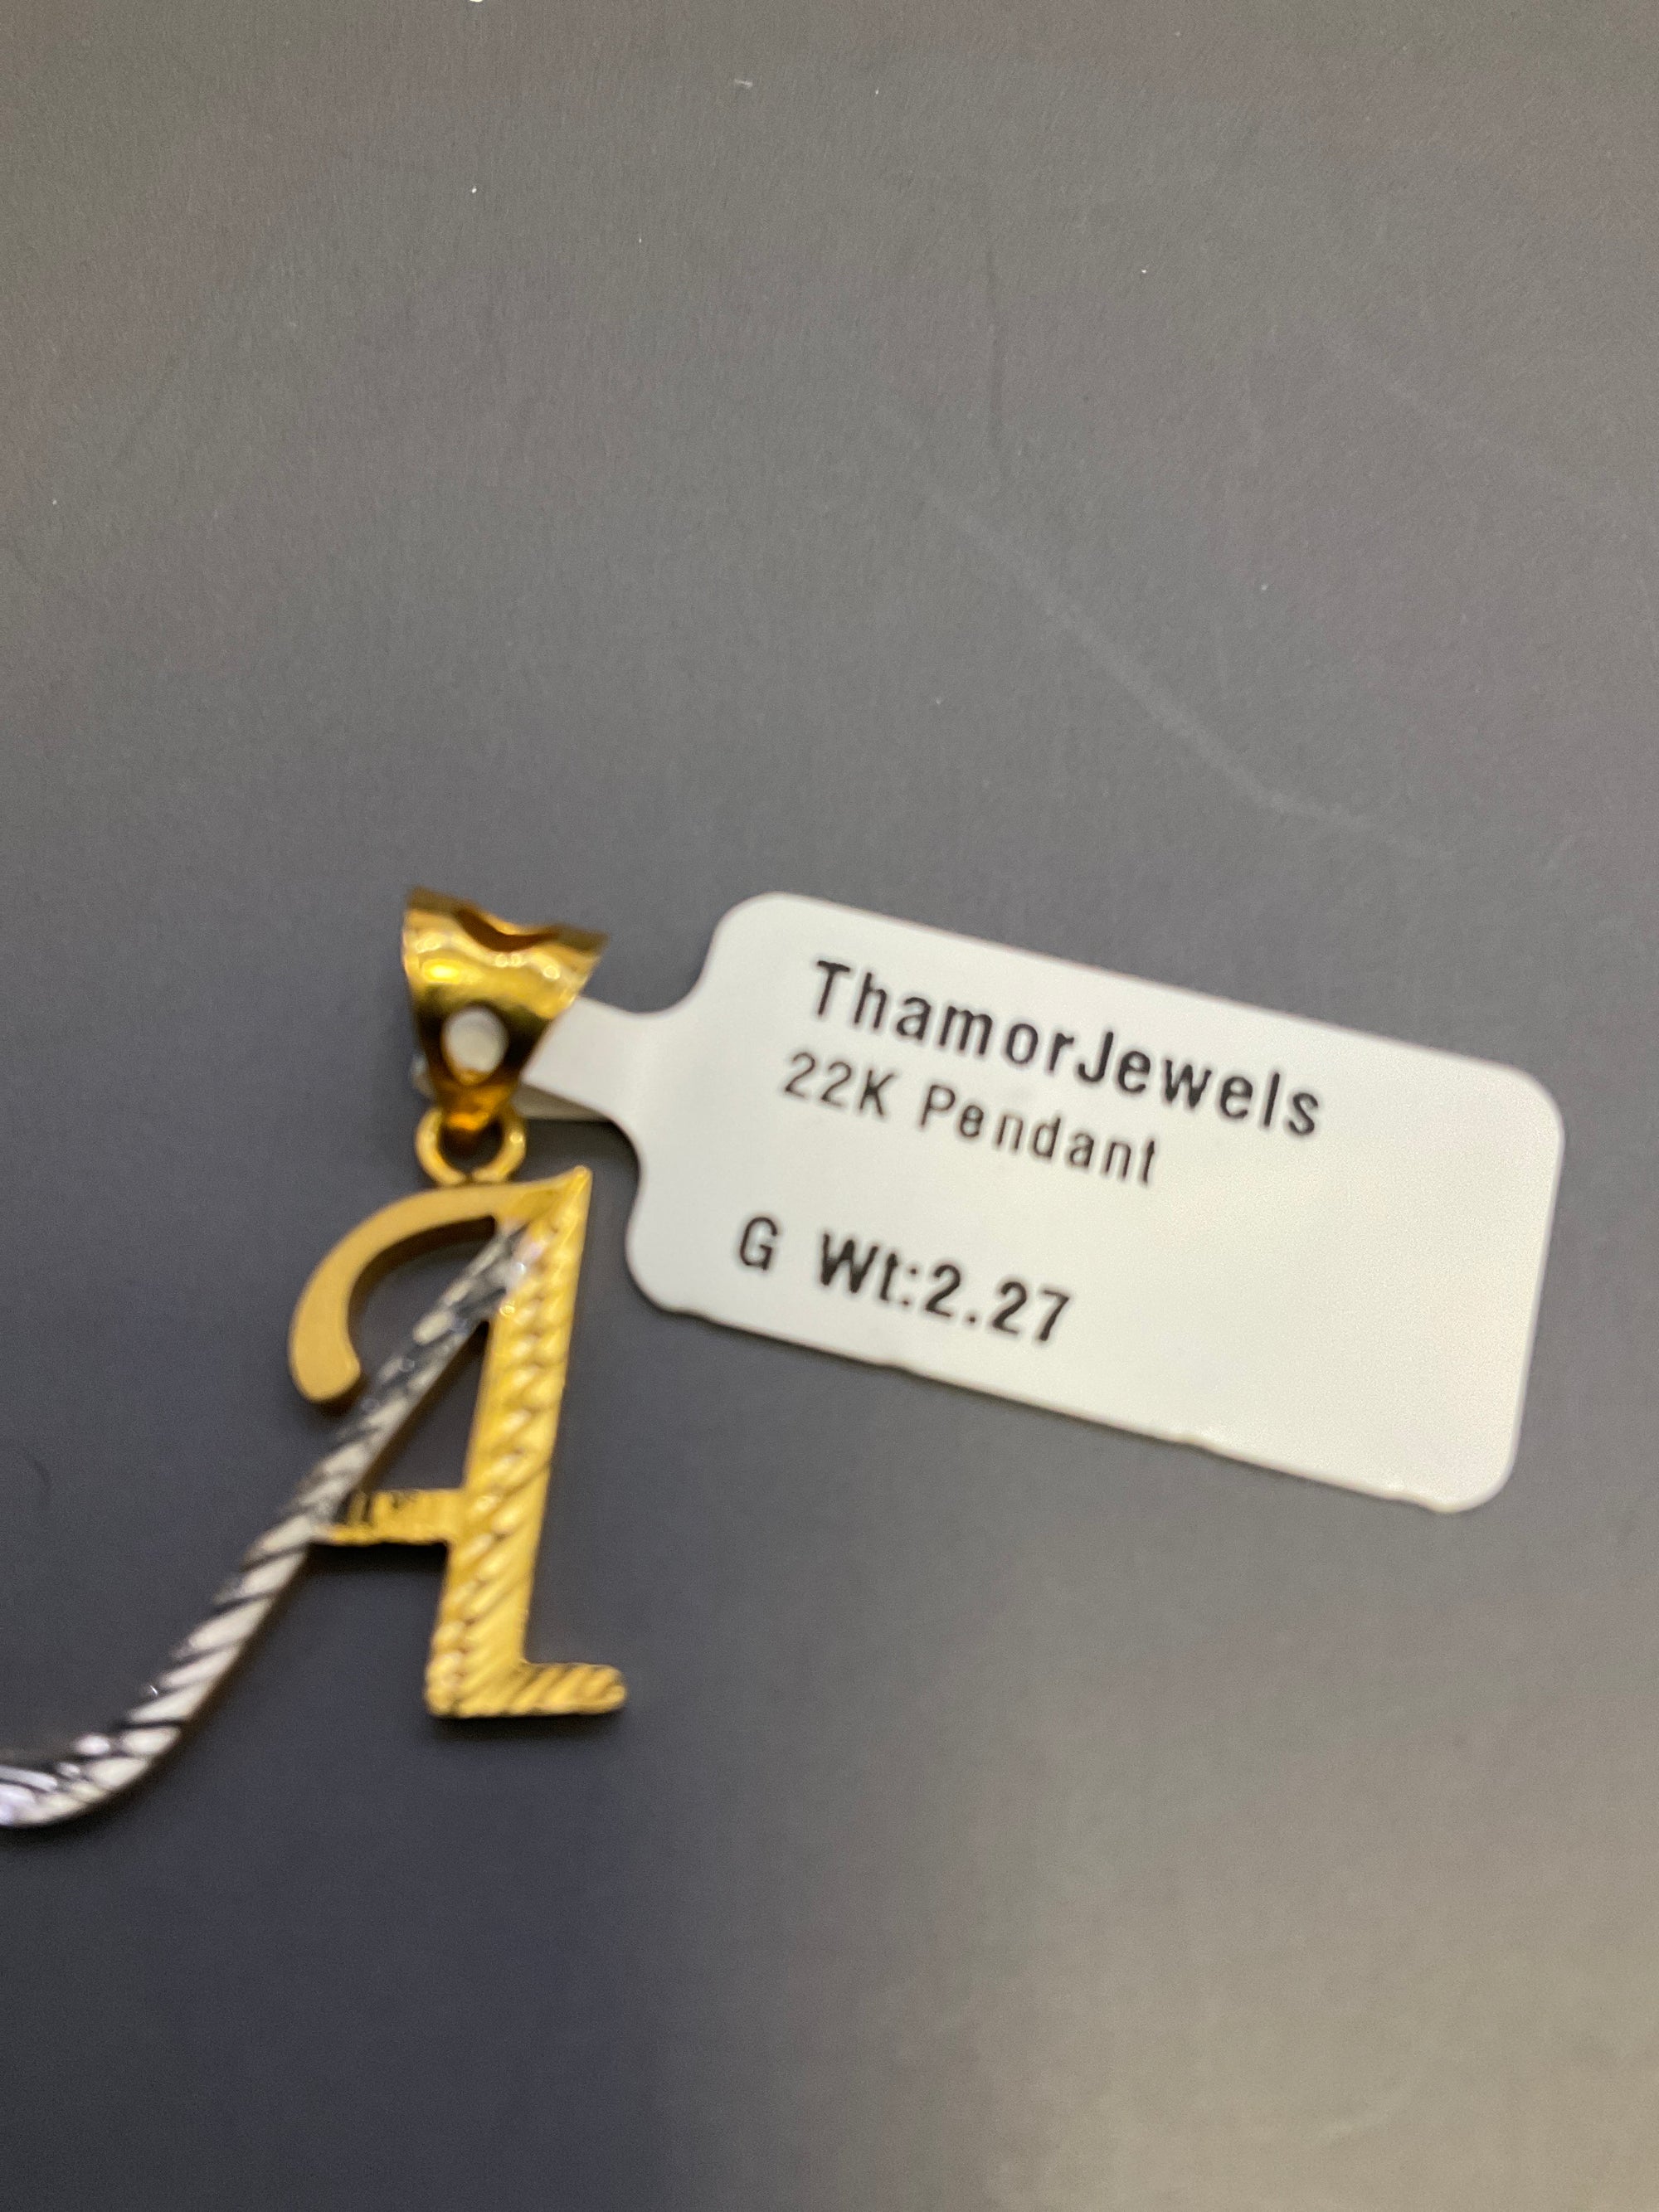 ThamorJewels
22K Pendant
G Wt:2.27
A